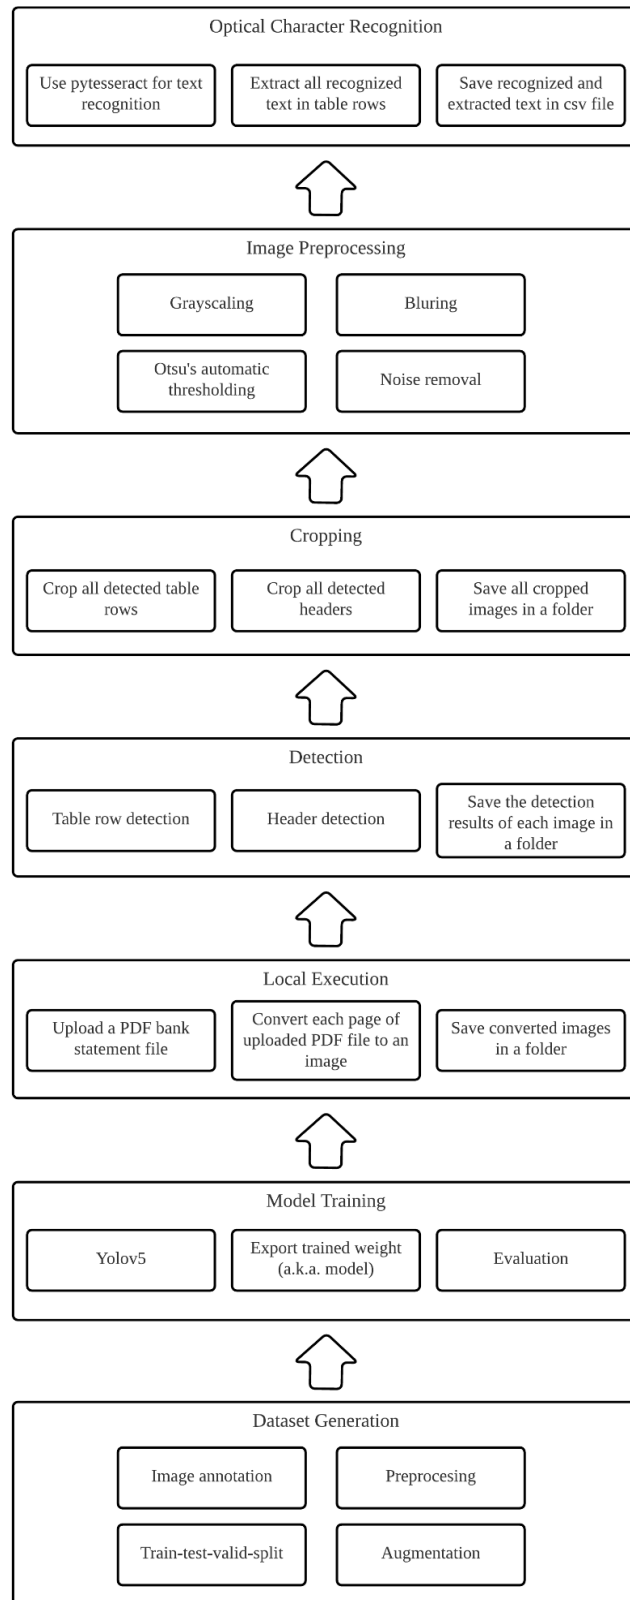 Optical Character Recognition
Use pytesseract for text
recognition
Extract all recognized
text in table rows
Save recognized and
extracted text in csv file
Image Preprocessing
Grayscaling
Bluring
Otsu's automatic
thresholding
Noise removal
Cropping
Crop all detected table
rows
Crop all detected
headers
Save all cropped
images in a folder
Detection
Table row detection
Header detection
Save the detection
results of each image in
a folder
Local Execution
Upload a PDF bank
statement file
Convert each page of
uploaded PDF file to an
image
Save converted images
in a folder
Model Training
Yolov5
Export trained weight
(a.k.a. model)
Evaluation
Dataset Generation
Image annotation
Preprocesing
Train-test-valid-split
Augmentation